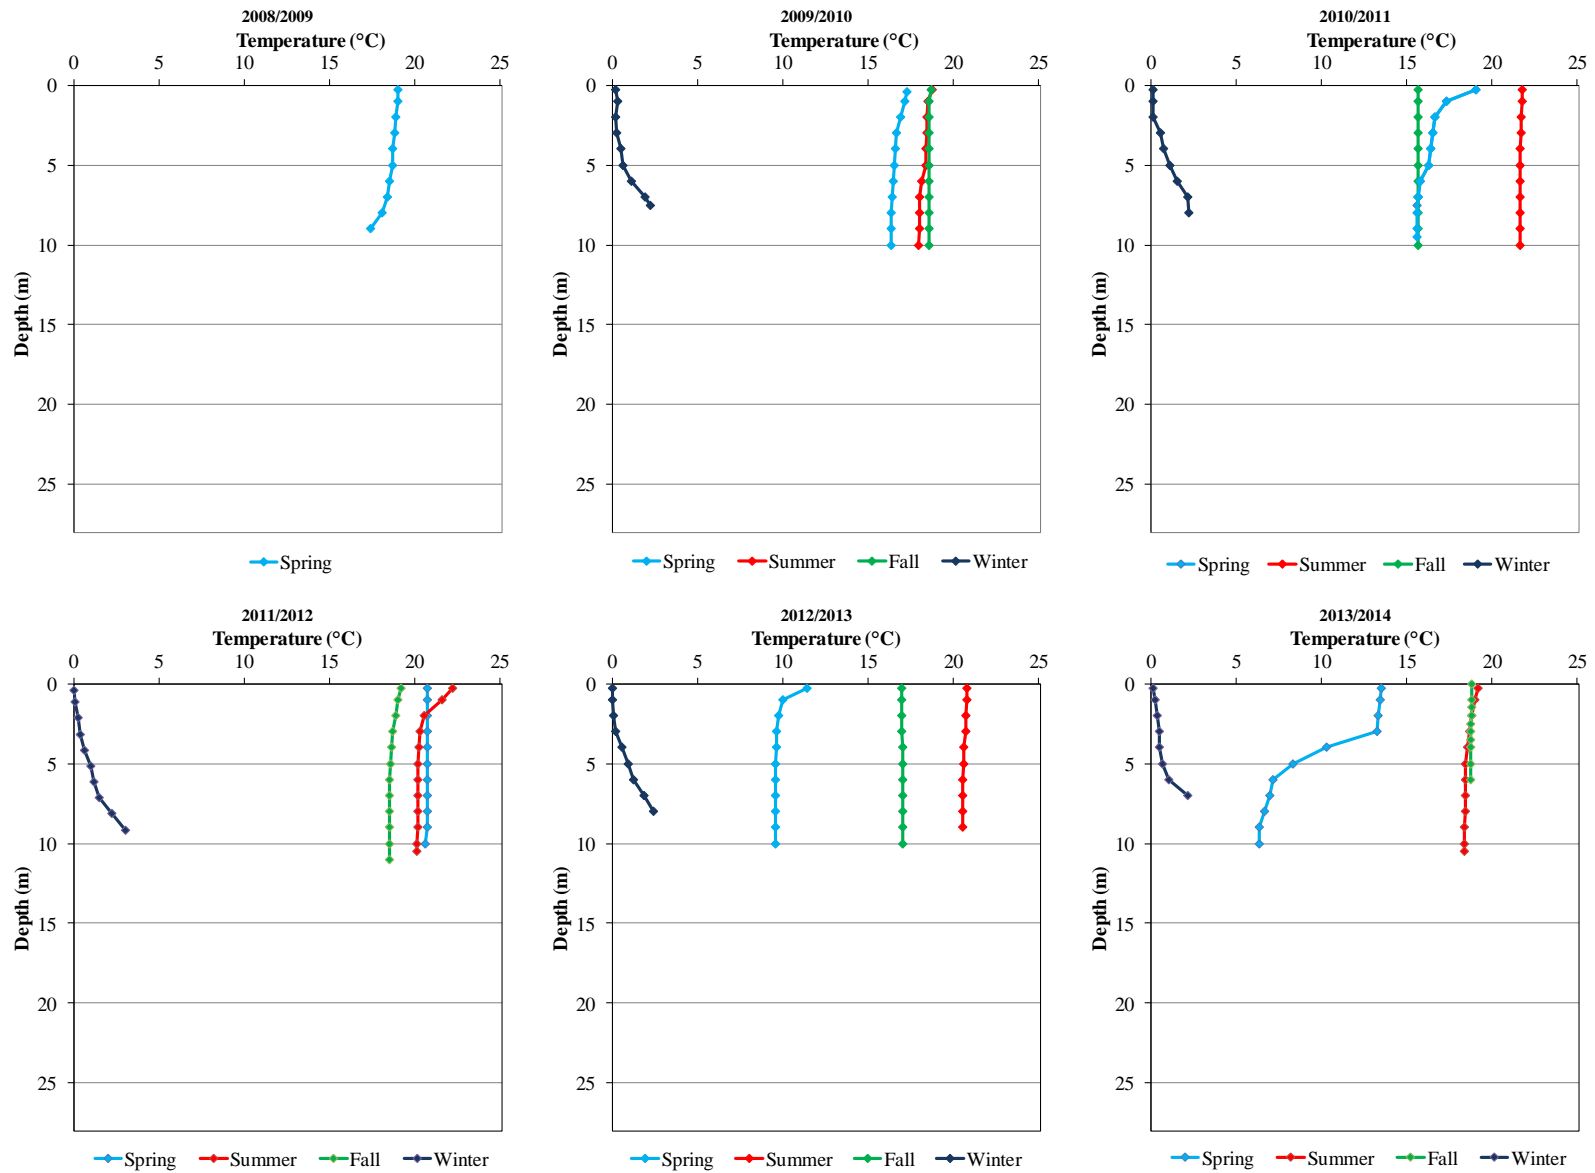 2008/2009
Temperature (°C)
0 5 10 15 20 25
0
5
10
15
20
25
Depth (m)
Spring
2009/2010
Temperature (°C)
0 5 10 15 20 25
0
5
10
15
20
25
Depth (m)
Spring Summer Fall Winter
2010/2011
Temperature (°C)
0 5 10 15 20 25
0
5
10
15
20
25
Depth (m)
Spring Summer Fall Winter
2011/2012
Temperature (°C)
0 5 10 15 20 25
0
5
10
15
20
25
Depth (m)
Spring Summer Fall Winter
2012/2013
Temperature (°C)
0 5 10 15 20 25
0
5
10
15
20
25
Depth (m)
Spring Summer Fall Winter
2013/2014
Temperature (°C)
0 5 10 15 20 25
0
5
10
15
20
25
Depth (m)
Spring Summer Fall Winter